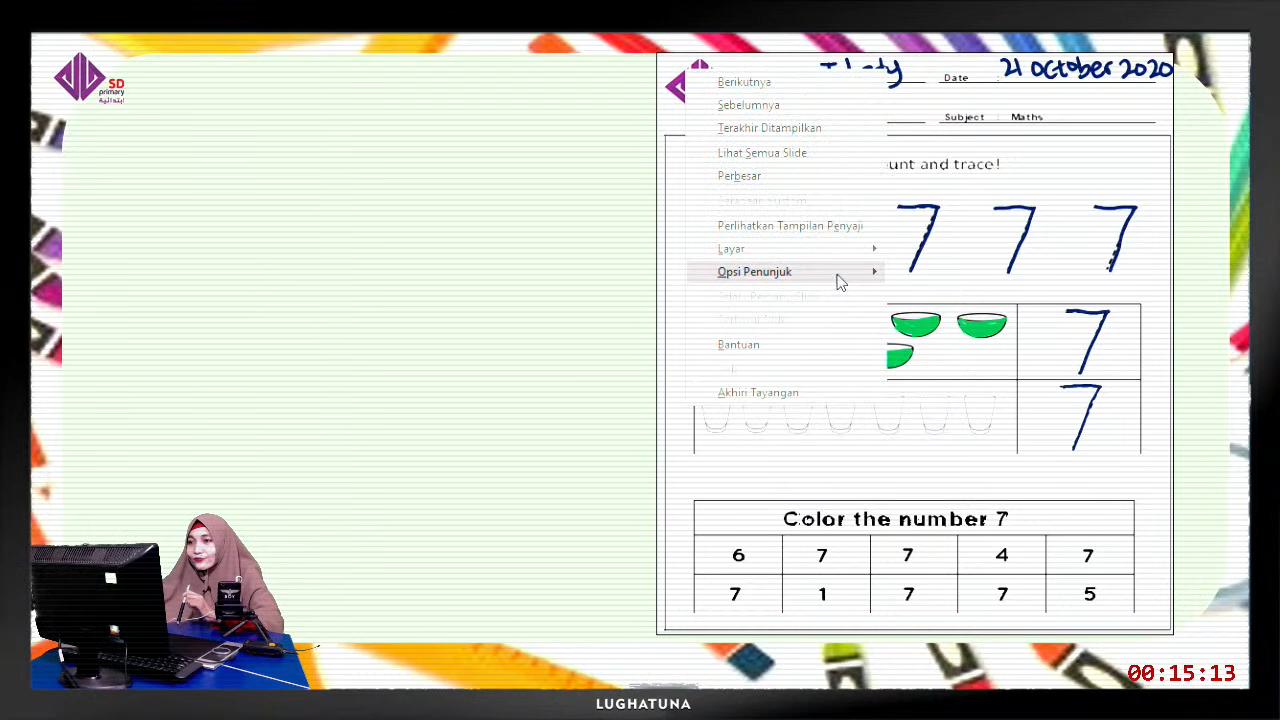 SD
primary
ابتدائية
21 October 2020
Date :
Subject : Maths
Berikutnya
Sebelumnya
Terakhir Ditampilkan
Lihat Semua Slide
Perbesar
Perlihatkan Tampilan Penyaji
Layar
Opsi Penunjuk
Bantuan
Akhiri Tayangan
unt and trace!
7 7 7
7
7
Color the number 7
6 7 7 4 7
7 1 7 7 5
BOY
00:15:13
LUGHATUNA